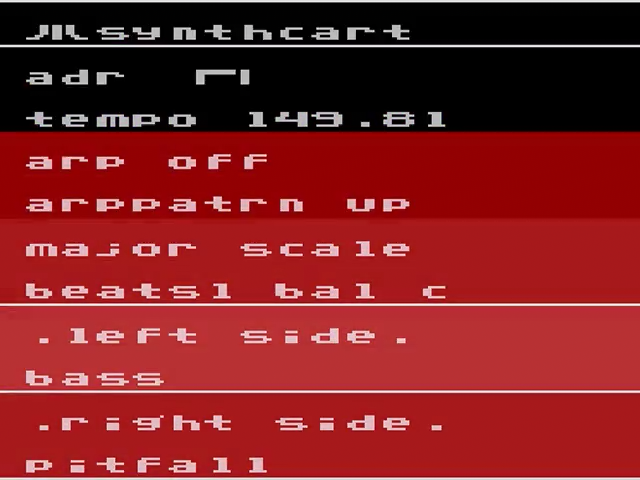 synthcart
adr
tempo 149.81
arp off
arppatrn up
major scale
beats1 bal c
.left side.
bass
.right side.
pitfall